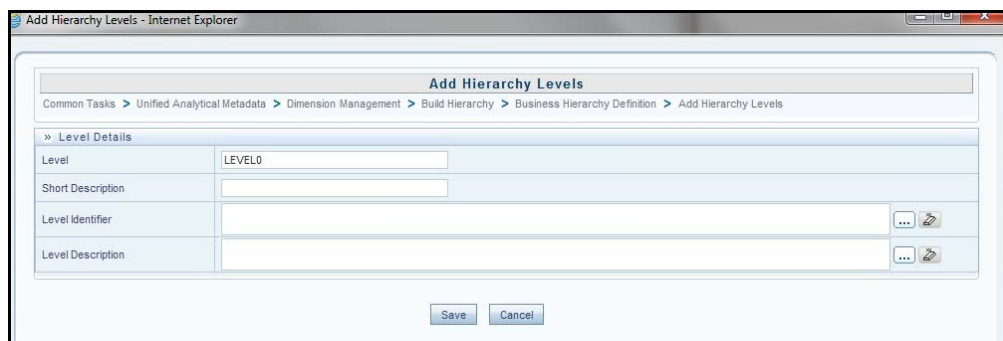 Add Hierarchy Levels - Internet Explorer
Add Hierarchy Levels
Common Tasks > Unified Analytical Metadata > Dimension Management > Build Hierarchy > Business Hierarchy Definition > Add Hierarchy Levels
» Level Details
Level LEVEL0
Short Description
Level Identifier ...
Level Description ...
Save Cancel